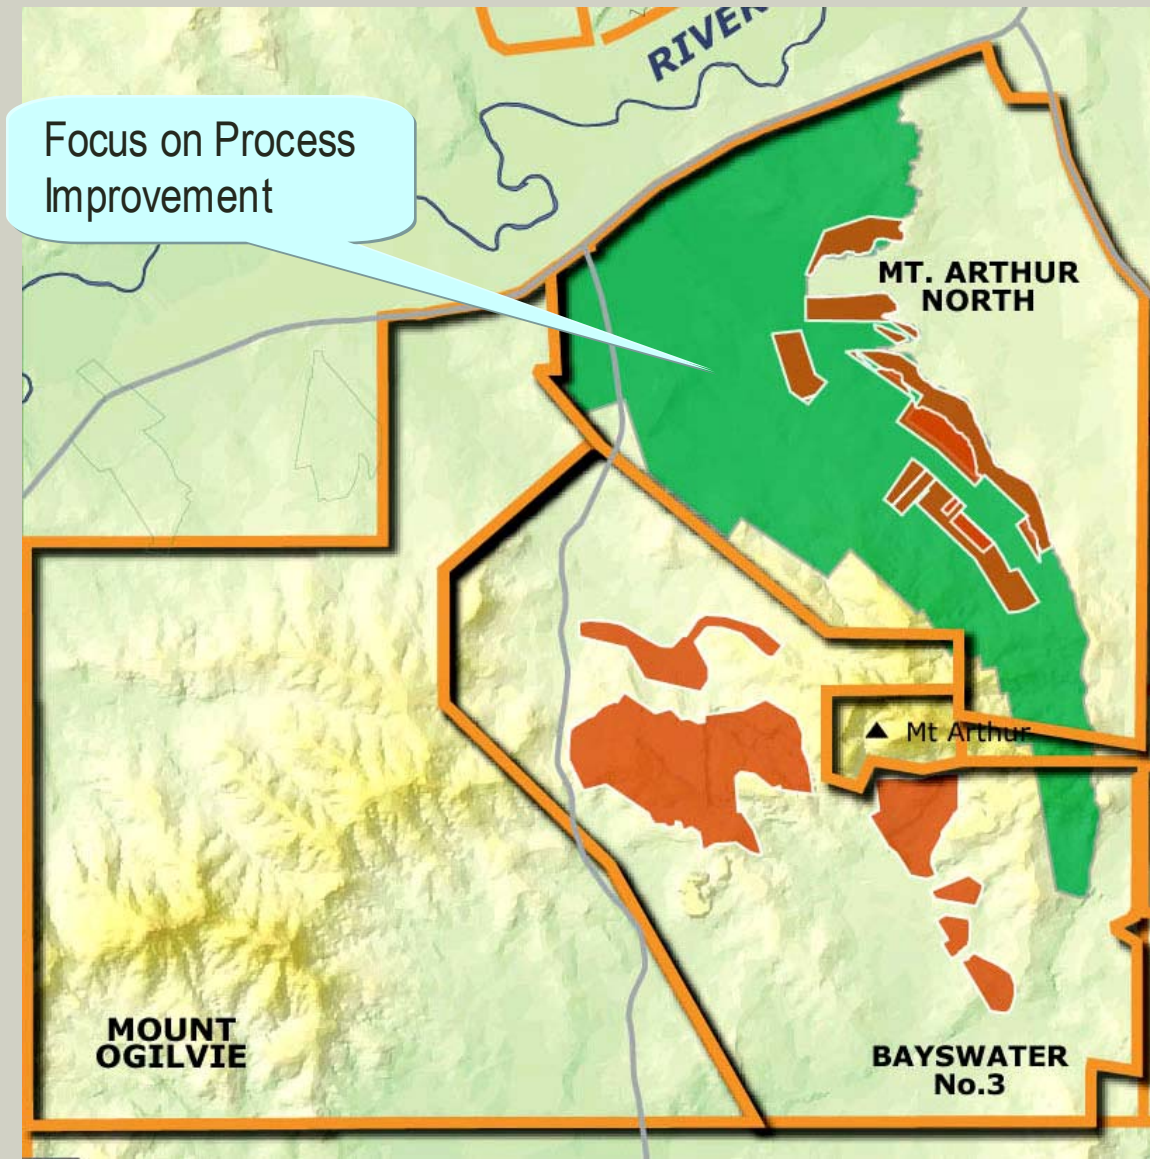 RIVER
Focus on Process
Improvement
MT. ARTHUR
NORTH
Mt Arthur
MOUNT
OGILVIE
BAYSWATER
No.3